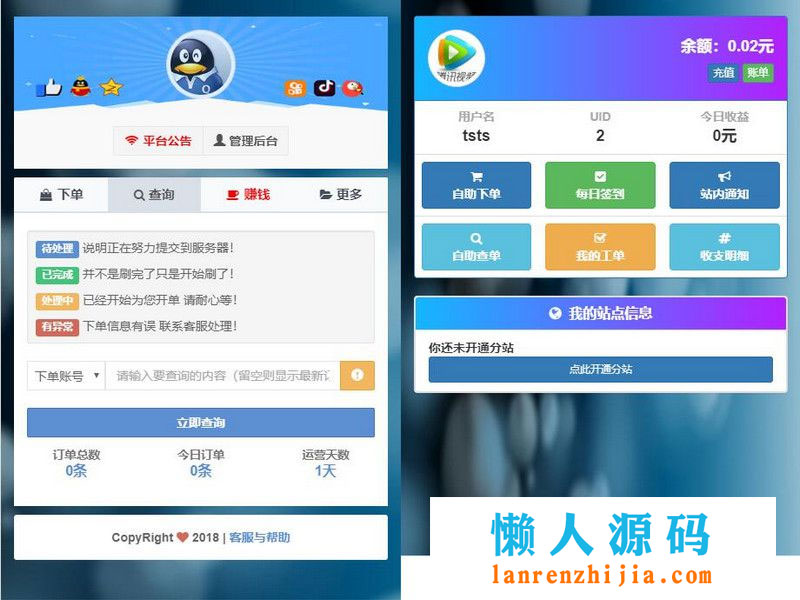 平台公告 管理后台
下单 查询 赚钱 更多
待处理 说明正在努力提交到服务器!
已完成 并不是刷完了只是开始刷了!
处理中 已经开始为您开单 请耐心等!
有异常 下单信息有误 联系客服处理!
下单账号 请输入要查询的内容（留空则显示最新订
立即查询
订单总数 今日订单 运营天数
0条 0条 1天
CopyRight 2018 | 客服与帮助
腾讯视频
余额：0.02元
充值 账单
用户名 UID 今日收益
tsts 2 0元
自助下单 每日签到 站内通知
自助查单 我的工单 收支明细
我的站点信息
你还未开通分站
点此开通分站
懒人源码
lanrenzhijia.com